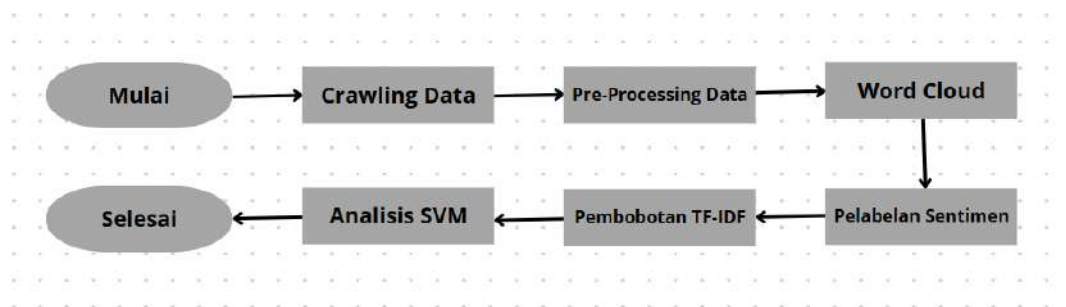 Mulai
Crawling Data
Pre-Processing Data
Word Cloud
Pelabelan Sentimen
Pembobotan TF-IDF
Analisis SVM
Selesai